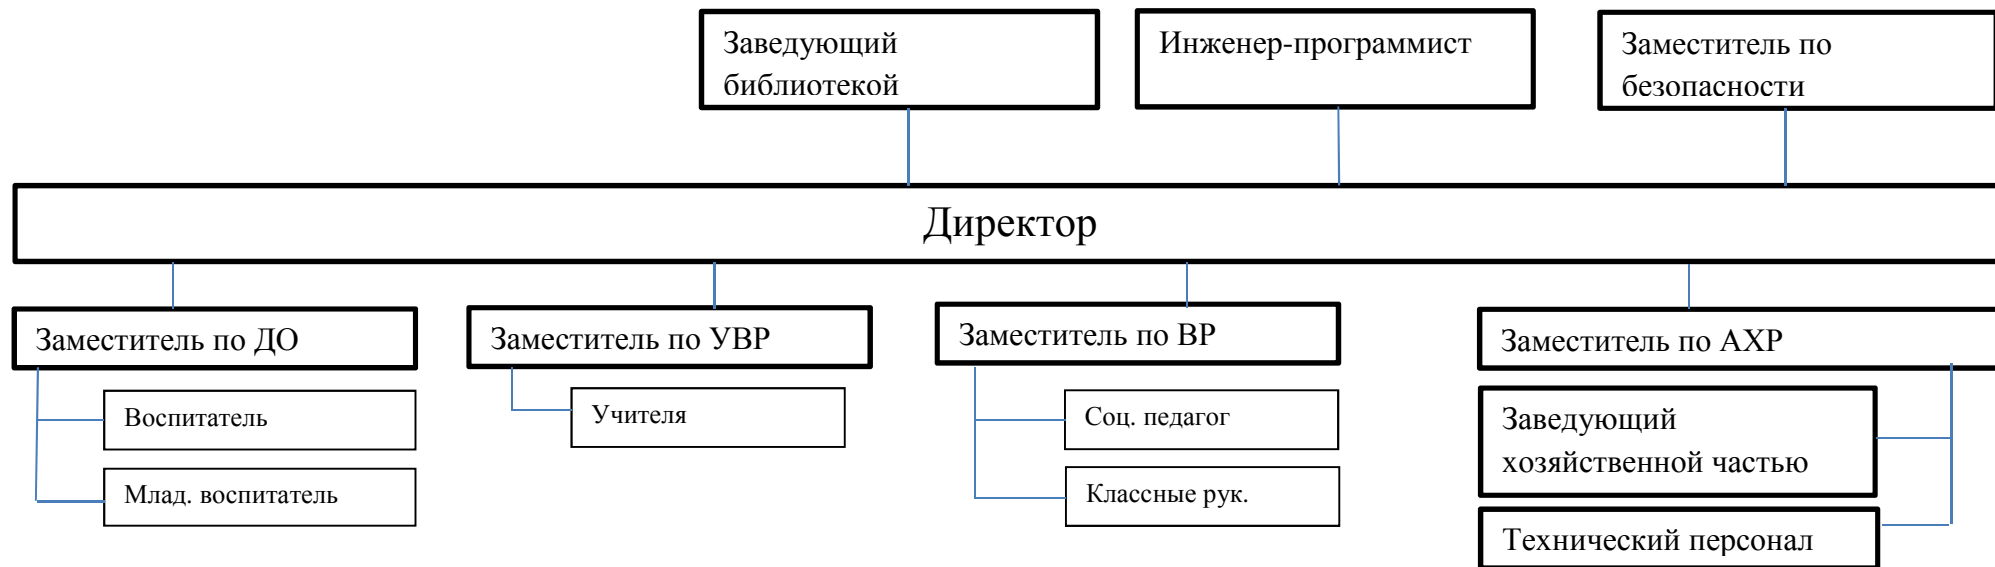 Заведующий
библиотекой
Инженер-программист
Заместитель по
безопасности
Директор
Заместитель по ДО
Заместитель по УВР
Заместитель по ВР
Заместитель по АХР
Воспитатель
Млад. воспитатель
Учителя
Соц. педагог
Классные рук.
Заведующий
хозяйственной частью
Технический персонал